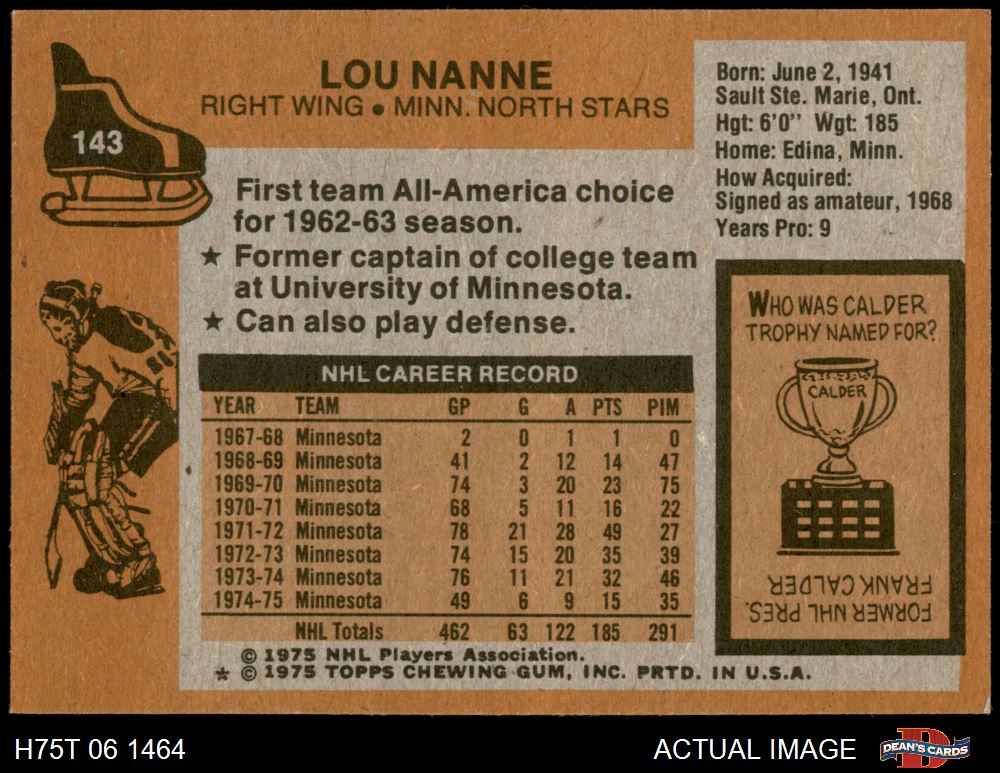 LOU NANNE
RIGHT WING • MINN. NORTH STARS
143
Born: June 2, 1941
Sault Ste. Marie, Ont.
Hgt: 6'0'' Wgt: 185
Home: Edina, Minn.
How Acquired:
Signed as amateur, 1968
Years Pro: 9
First team All-America choice
for 1962-63 season.
★ Former captain of college team
at University of Minnesota.
★ Can also play defense.
NHL CAREER RECORD
YEAR TEAM GP G A PTS PIM
1967-68 Minnesota 2 0 1 1 0
1968-69 Minnesota 41 2 12 14 47
1969-70 Minnesota 74 3 20 23 75
1970-71 Minnesota 68 5 11 16 22
1971-72 Minnesota 78 21 28 49 27
1972-73 Minnesota 74 15 20 35 39
1973-74 Minnesota 76 11 21 32 46
1974-75 Minnesota 49 6 9 15 35
NHL Totals 462 63 122 185 291
© 1975 NHL Players Association.
* © 1975 TOPPS CHEWING GUM, INC. PRTD. IN U.S.A.
WHO WAS CALDER
TROPHY NAMED FOR?
CALDER
FORMER NHL PRES.
FRANK CALDER
H75T 06 1464
ACTUAL IMAGE
DEAN'S CARDS